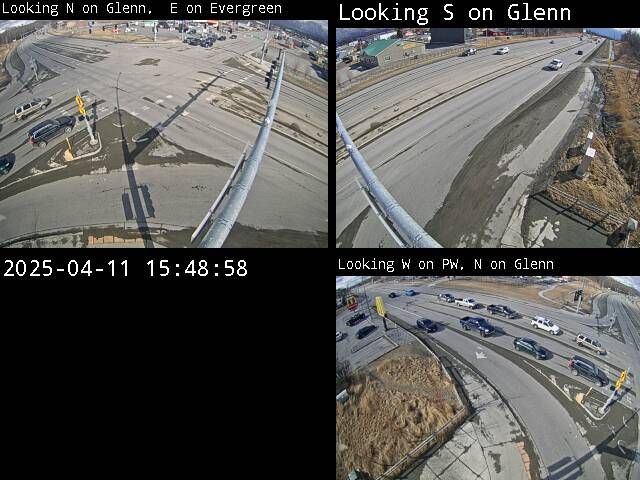 Looking N on Glenn,  E on Evergreen
Looking S on Glenn
2025-04-11 15:48:58
Looking W on PW, N on Glenn